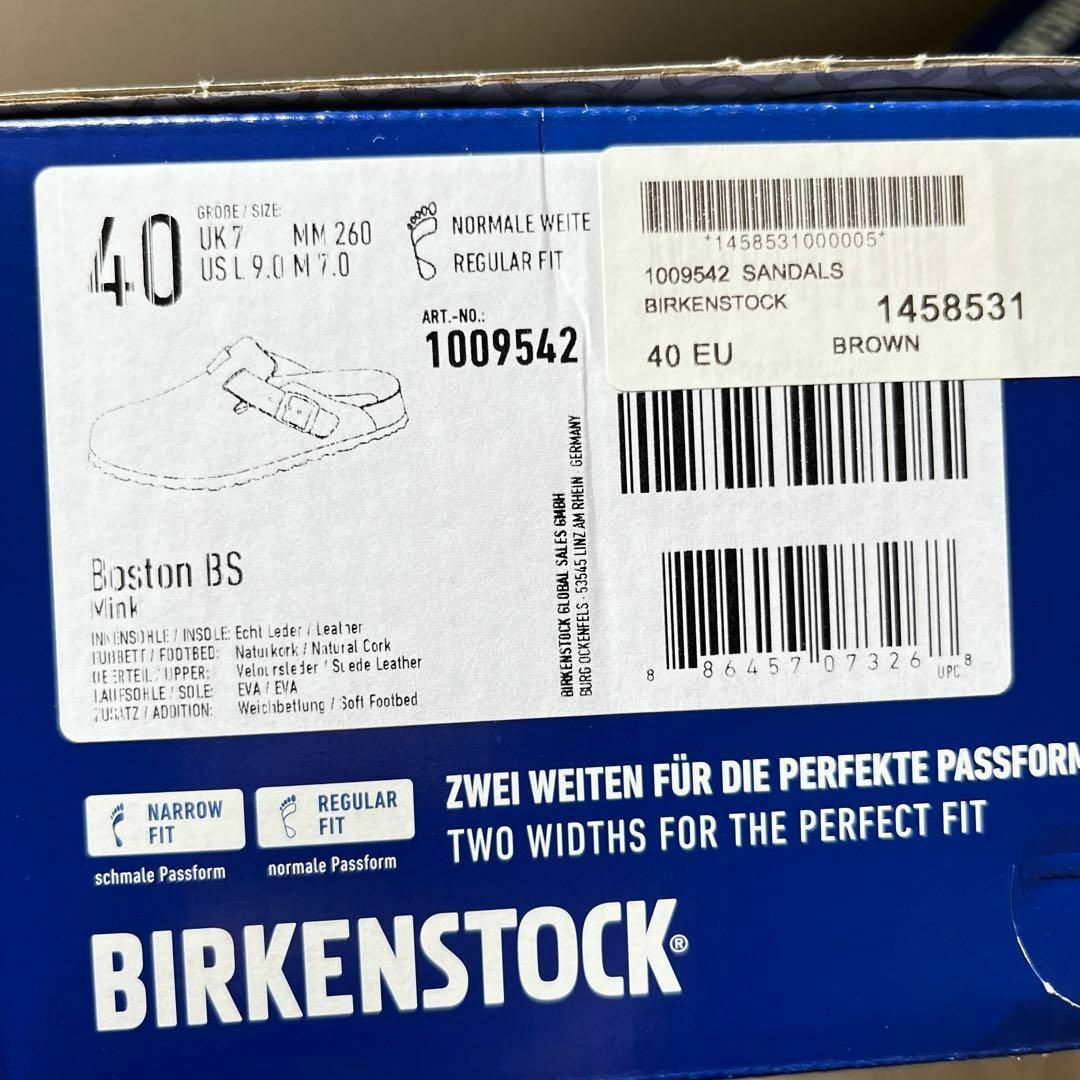 40
GRÖßE / SIZE:
UK 7 MM 260
US L 9.0 M 7.0
NORMALE WEITE
REGULAR FIT
ART.-NO.:
1009542
*1458531000005*
1009542 SANDALS
BIRKENSTOCK 1458531
40 EU BROWN
Boston BS
Mink
INNENSOHLE / INSOLE: Echt Leder / Leather
FUßBETT / FOOTBED: Naturkork / Natural Cork
OBERTEIL / UPPER: Veloursleder / Suede Leather
LAUFSOHLE / SOLE: EVA / EVA
ZUSATZ / ADDITION: Weichbettung / Soft Footbed
BIRKENSTOCK GLOBAL SALES GMBH
BURG OCKENFELS - 53545 LINZ AM RHEIN - GERMANY
8 86457 07326 UPC 8
NARROW
FIT
schmale Passform
REGULAR
FIT
normale Passform
ZWEI WEITEN FÜR DIE PERFEKTE PASSFORM
TWO WIDTHS FOR THE PERFECT FIT
BIRKENSTOCK®